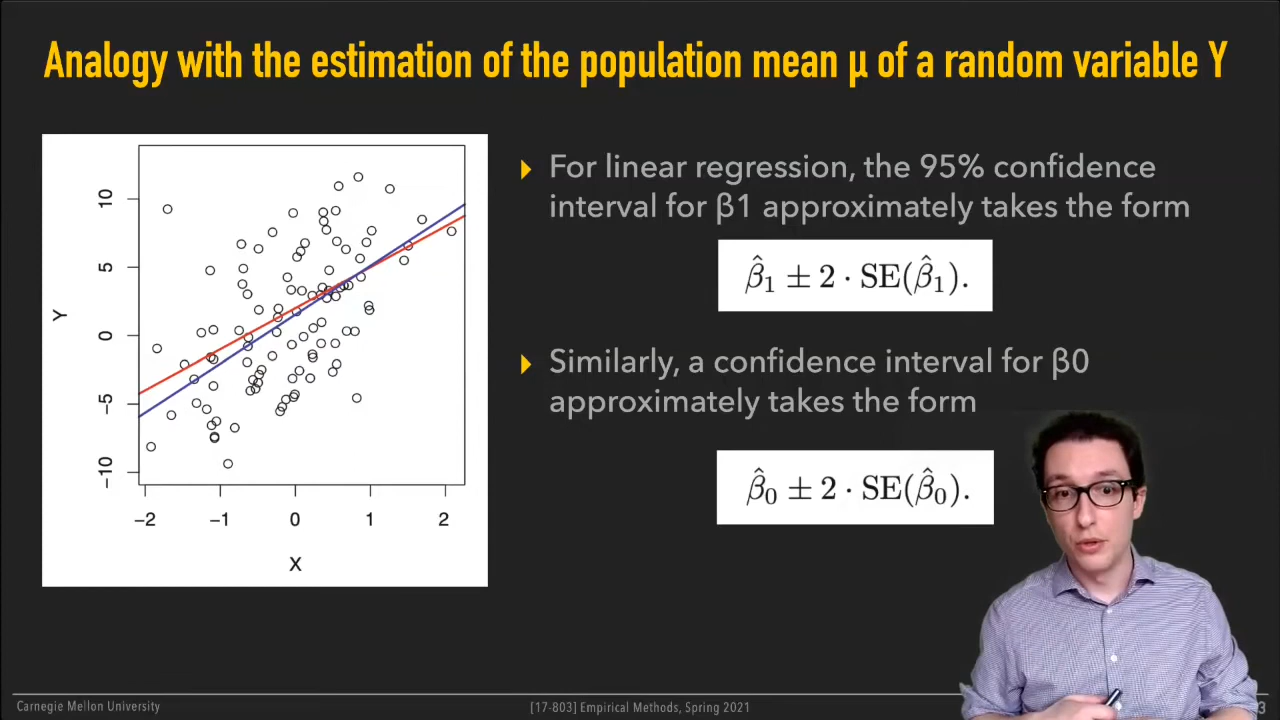 Analogy with the estimation of the population mean μ of a random variable Y
10
5
0
−5
−10
Y
−2
−1
0
1
2
X
For linear regression, the 95% confidence
interval for β1 approximately takes the form
β̂₁ ± 2 · SE(β̂₁).
Similarly, a confidence interval for β0
approximately takes the form
β̂₀ ± 2 · SE(β̂₀).
Carnegie Mellon University
[17-803] Empirical Methods, Spring 2021